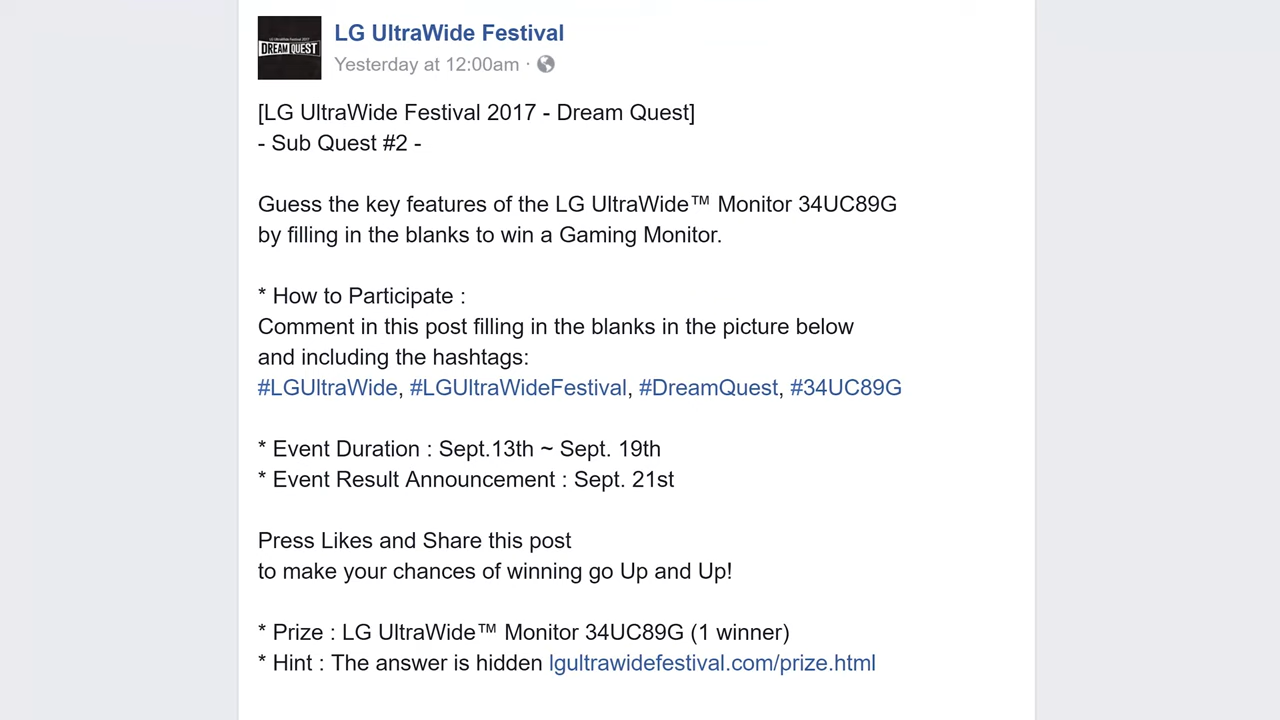 LG UltraWide Festival 2017
DREAM QUEST
LG UltraWide Festival
Yesterday at 12:00am ·
[LG UltraWide Festival 2017 - Dream Quest]
- Sub Quest #2 -
Guess the key features of the LG UltraWide™ Monitor 34UC89G
by filling in the blanks to win a Gaming Monitor.
* How to Participate :
Comment in this post filling in the blanks in the picture below
and including the hashtags:
#LGUltraWide, #LGUltraWideFestival, #DreamQuest, #34UC89G
* Event Duration : Sept.13th ~ Sept. 19th
* Event Result Announcement : Sept. 21st
Press Likes and Share this post
to make your chances of winning go Up and Up!
* Prize : LG UltraWide™ Monitor 34UC89G (1 winner)
* Hint : The answer is hidden lgultrawidefestival.com/prize.html